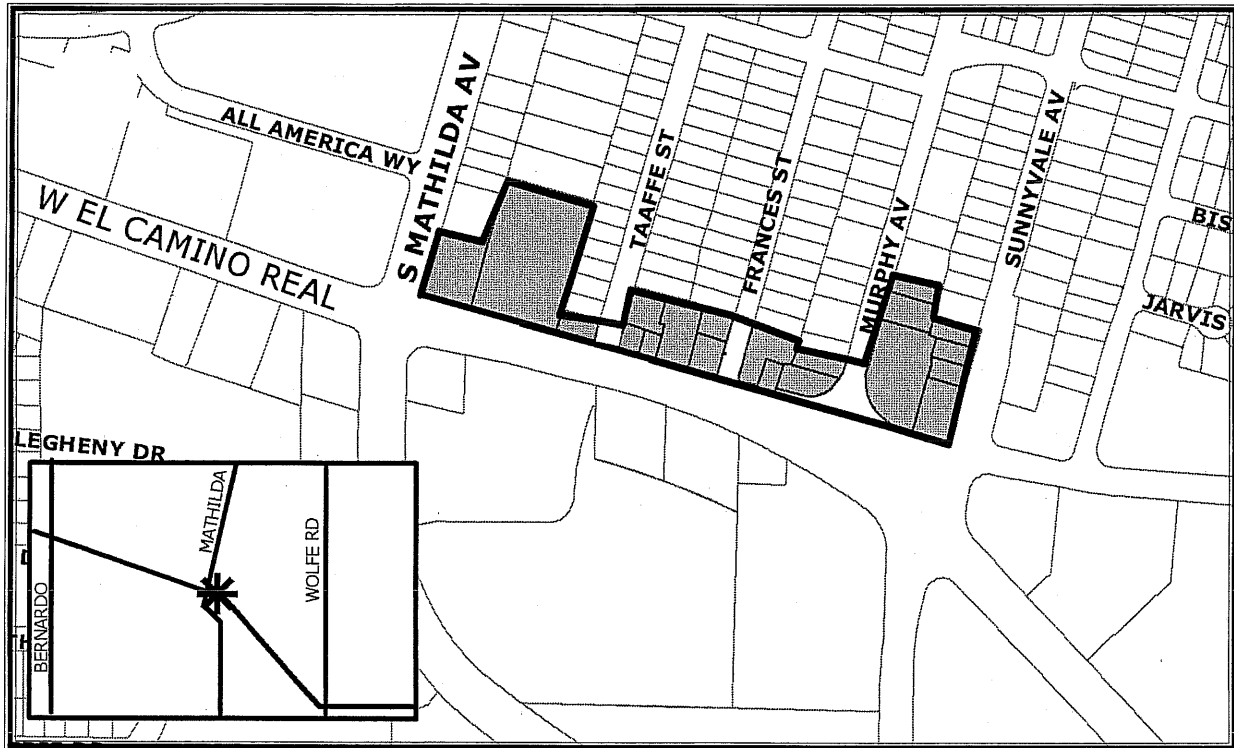 ALL AMERICA WY
S MATHILDA AV
W EL CAMINO REAL
TAAFFE ST
FRANCES ST
MURPHY AV
SUNNYVALE AV
BIS
JARVIS
LEGHENY DR
BERNARDO
MATHILDA
WOLFE RD